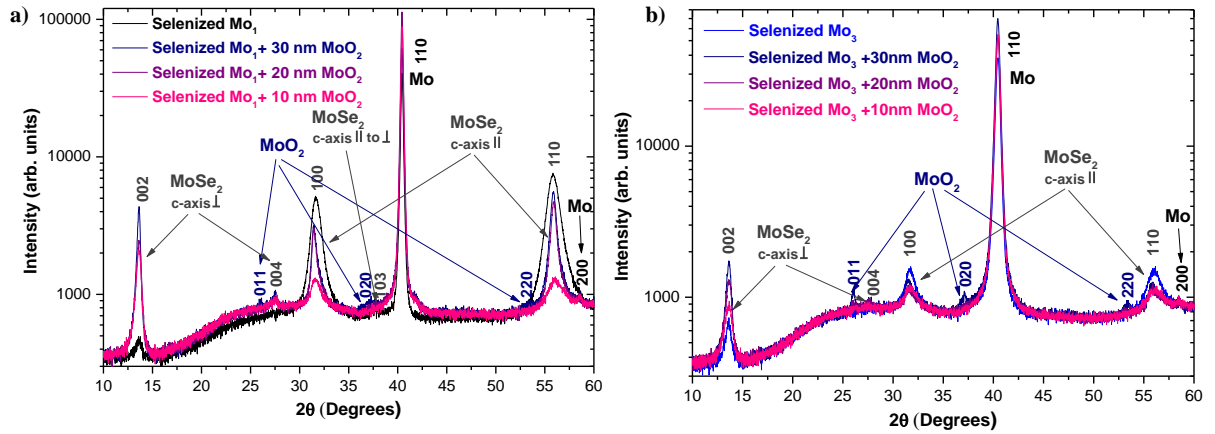 a)
Selenized Mo₁
Selenized Mo₁+ 30 nm MoO₂
Selenized Mo₁+ 20 nm MoO₂
Selenized Mo₁+ 10 nm MoO₂
100000
10000
1000
Intensity (arb. units)
002
MoSe₂
c-axis⊥
MoO₂
011
004
100
MoSe₂
c-axis || to⊥
020
103
110
Mo
MoSe₂
c-axis ||
220
110
Mo
200
10 15 20 25 30 35 40 45 50 55 60
2θ (Degrees)
b)
Selenized Mo₃
Selenized Mo₃ +30nm MoO₂
Selenized Mo₃ +20nm MoO₂
Selenized Mo₃ +10nm MoO₂
10000
1000
Intensity (arb. units)
002
MoSe₂
c-axis⊥
011
004
100
MoO₂
020
110
Mo
MoSe₂
c-axis ||
220
110
Mo
200
10 15 20 25 30 35 40 45 50 55 60
2θ (Degrees)